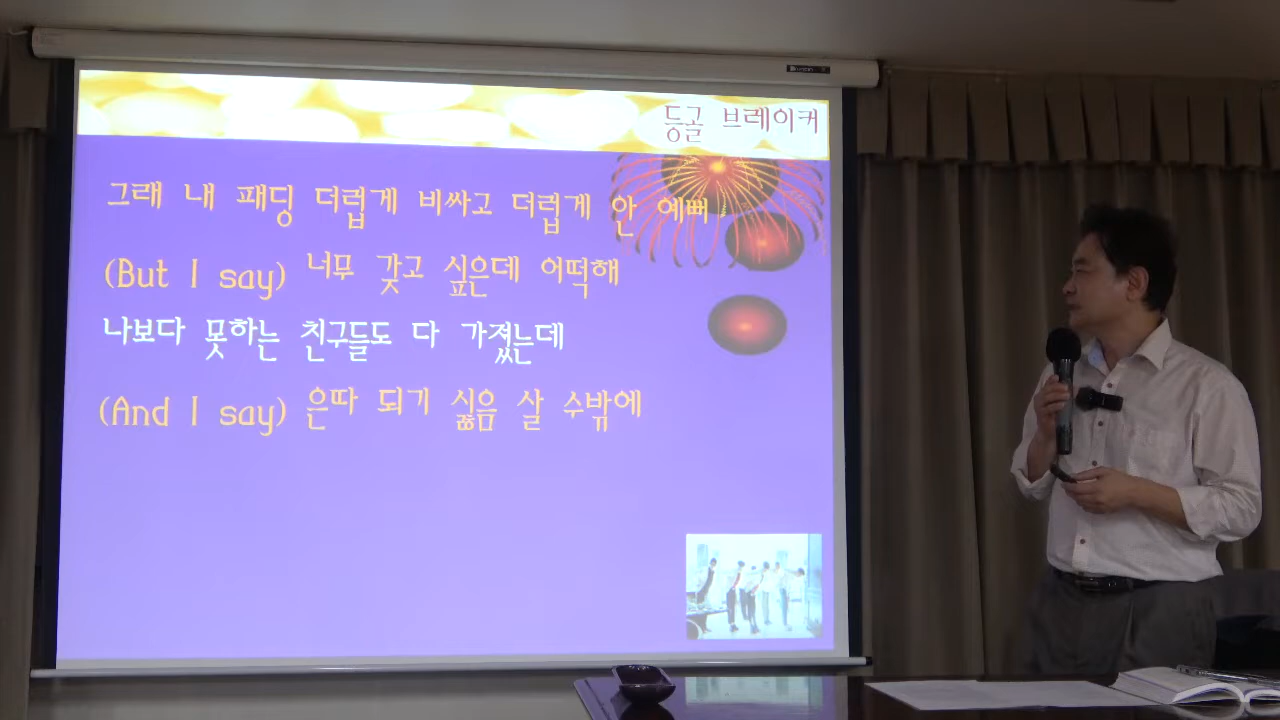 등골 브레이커
그래 내 패딩 더럽게 비싸고 더럽게 안 예뻐
(But I say) 너무 갖고 싶은데 어떡해
나보다 못하는 친구들도 다 가졌는데
(And I say) 은따 되기 싫음 살 수밖에